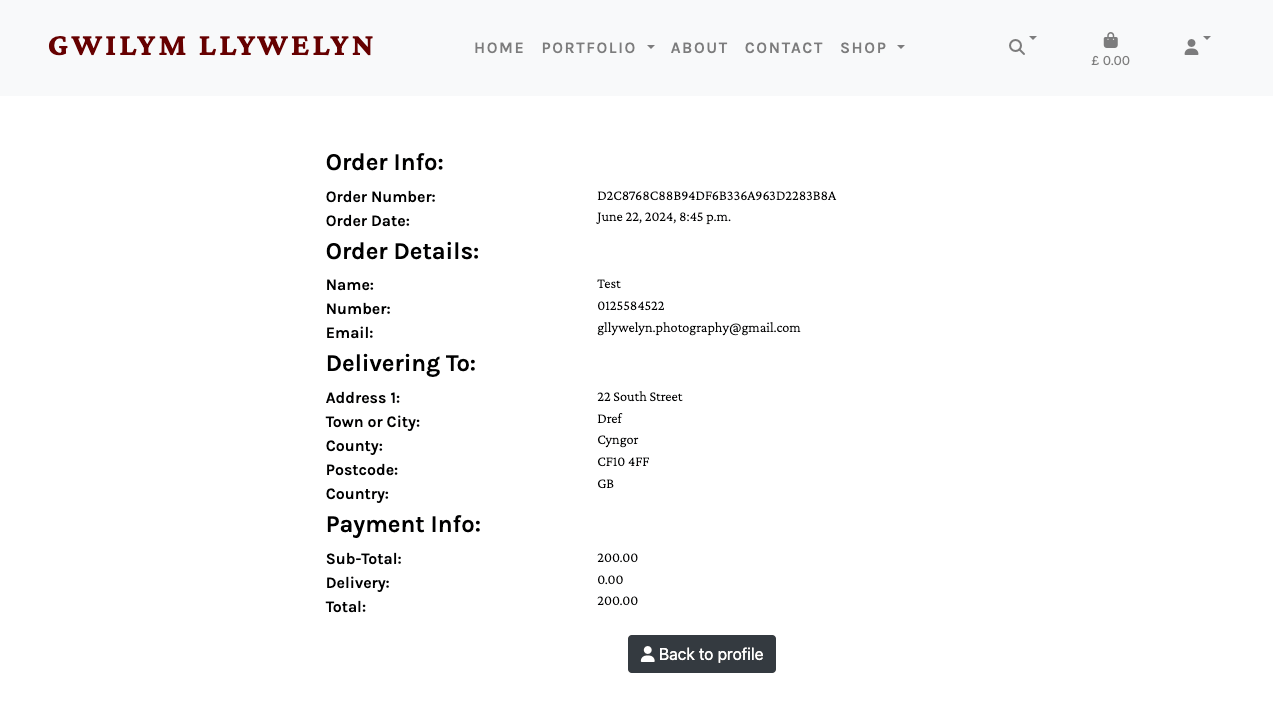 GWILYM LLYWELYN
HOME PORTFOLIO ABOUT CONTACT SHOP
£ 0.00
Order Info:
Order Number: D2C8768C88B94DF6B336A963D2283B8A
Order Date: June 22, 2024, 8:45 p.m.
Order Details:
Name: Test
Number: 0125584522
Email: gllywelyn.photography@gmail.com
Delivering To:
Address 1: 22 South Street
Town or City: Dref
County: Cyngor
Postcode: CF10 4FF
Country: GB
Payment Info:
Sub-Total: 200.00
Delivery: 0.00
Total: 200.00
Back to profile